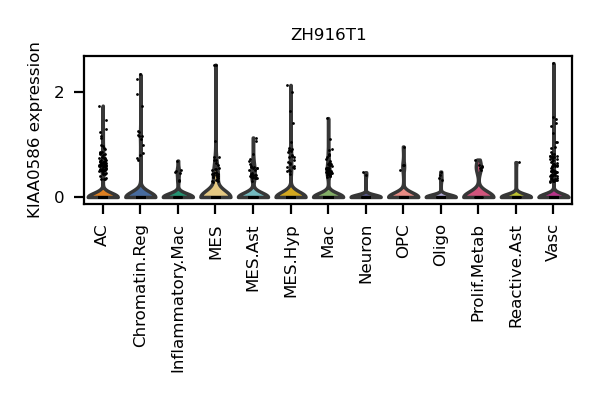 ZH916T1
KIAA0586 expression
2
0
AC
Chromatin.Reg
Inflammatory.Mac
MES
MES.Ast
MES.Hyp
Mac
Neuron
OPC
Oligo
Prolif.Metab
Reactive.Ast
Vasc